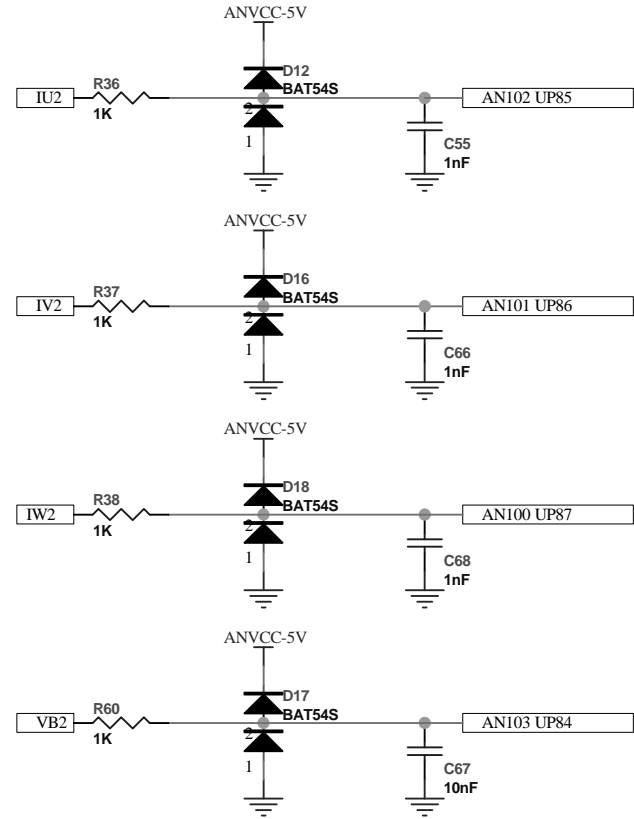 ANVCC-5V
D12
BAT54S
R36
IU2
1K
2
1
AN102 UP85
C55
1nF
ANVCC-5V
D16
BAT54S
R37
IV2
1K
2
1
AN101 UP86
C66
1nF
ANVCC-5V
D18
BAT54S
R38
IW2
1K
2
1
AN100 UP87
C68
1nF
ANVCC-5V
D17
BAT54S
R60
VB2
1K
2
1
AN103 UP84
C67
10nF